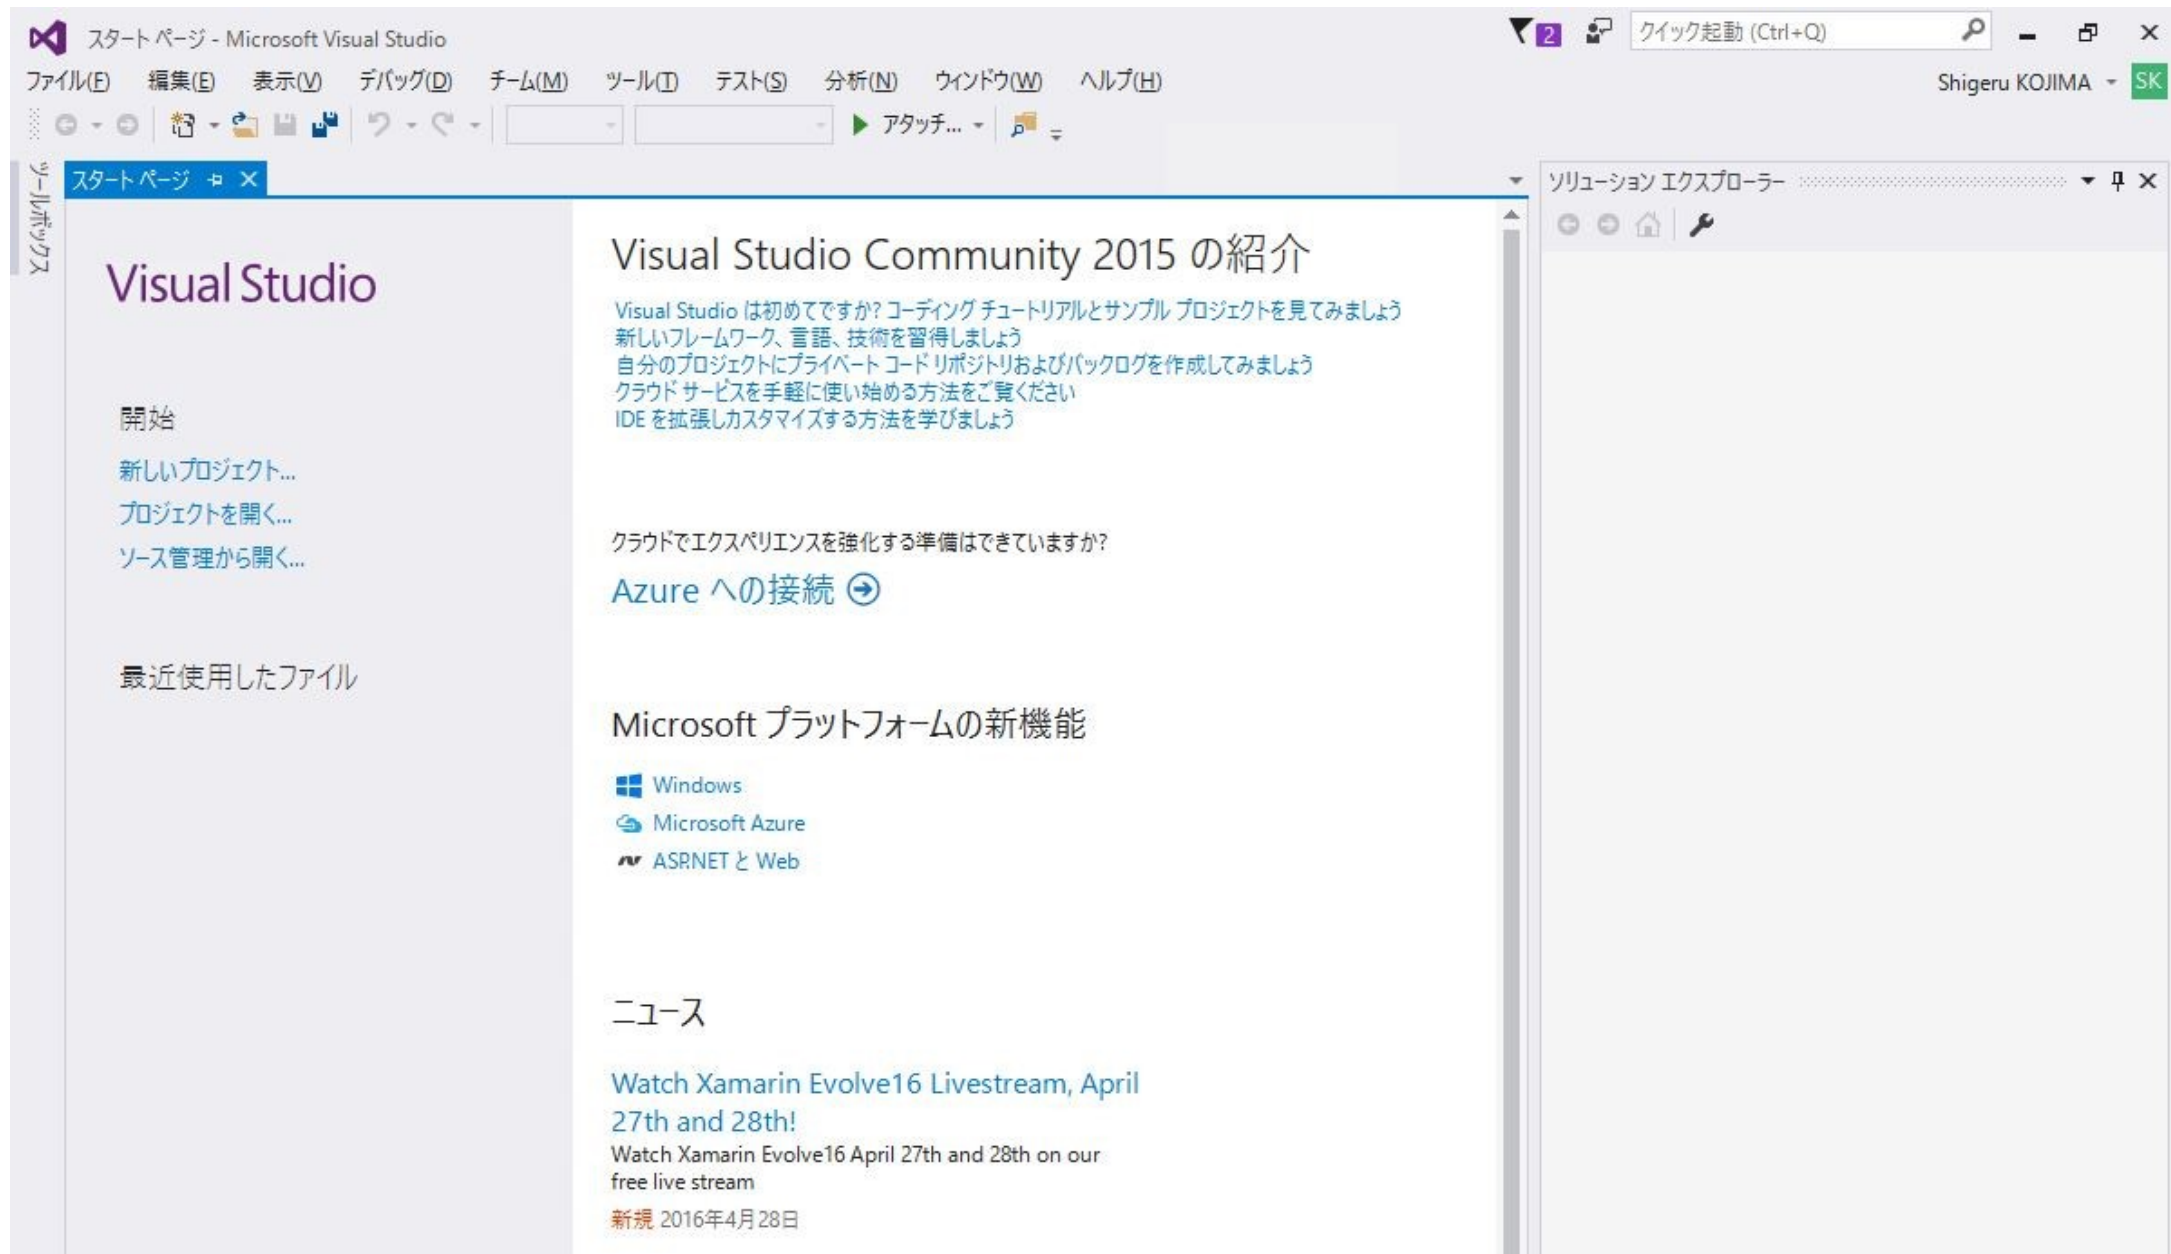 スタート ページ - Microsoft Visual Studio
2
クイック起動 (Ctrl+Q)
ファイル(F) 編集(E) 表示(V) デバッグ(D) チーム(M) ツール(T) テスト(S) 分析(N) ウィンドウ(W) ヘルプ(H)
Shigeru KOJIMA SK
アタッチ...
ツールボックス
スタート ページ
Visual Studio
開始
新しいプロジェクト...
プロジェクトを開く...
ソース管理から開く...
最近使用したファイル
Visual Studio Community 2015 の紹介
Visual Studio は初めてですか? コーディング チュートリアルとサンプル プロジェクトを見てみましょう
新しいフレームワーク、言語、技術を習得しましょう
自分のプロジェクトにプライベート コード リポジトリおよびバックログを作成してみましょう
クラウド サービスを手軽に使い始める方法をご覧ください
IDE を拡張しカスタマイズする方法を学びましょう
クラウドでエクスペリエンスを強化する準備はできていますか?
Azure への接続
Microsoft プラットフォームの新機能
Windows
Microsoft Azure
ASP.NET と Web
ニュース
Watch Xamarin Evolve16 Livestream, April
27th and 28th!
Watch Xamarin Evolve16 April 27th and 28th on our
free live stream
新規 2016年4月28日
ソリューション エクスプローラー